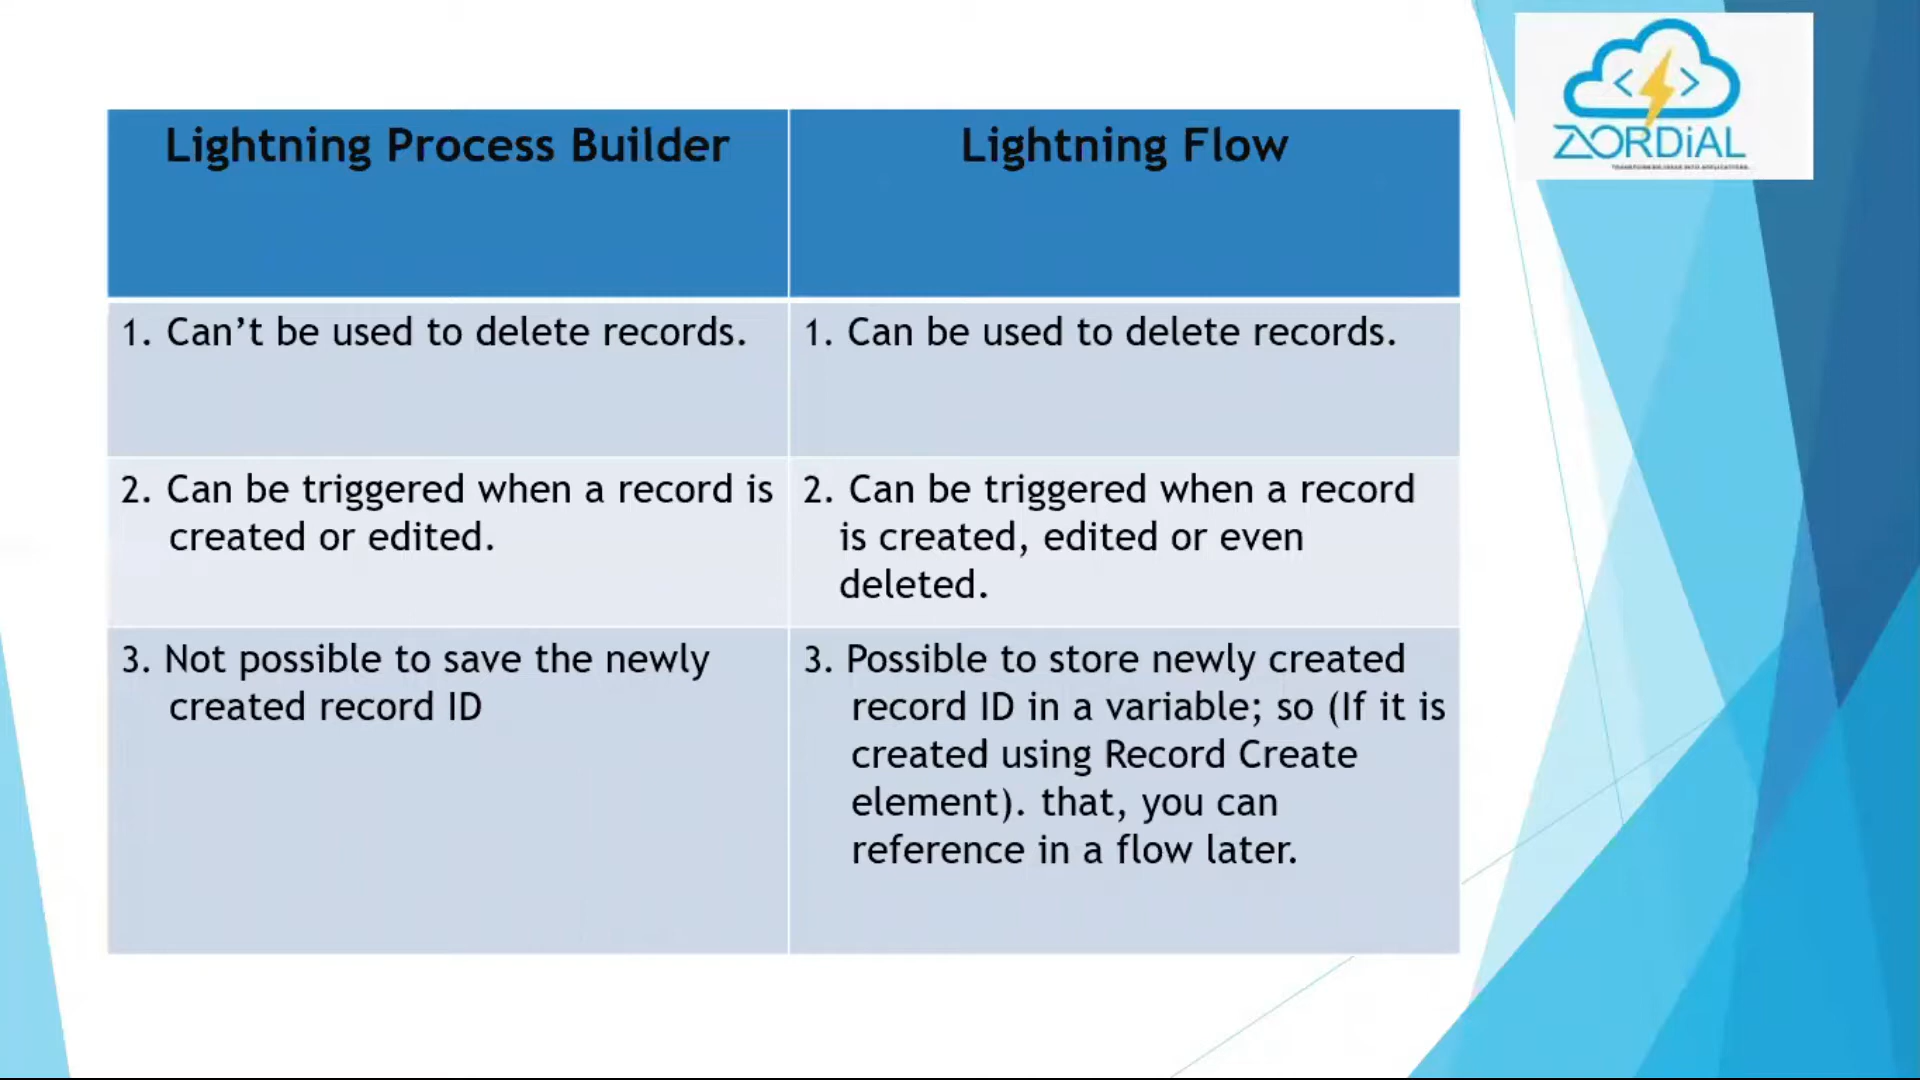 <>
ZORDiAL
Lightning Process Builder
Lightning Flow
1. Can’t be used to delete records.
1. Can be used to delete records.
2. Can be triggered when a record is
created or edited.
2. Can be triggered when a record
is created, edited or even
deleted.
3. Not possible to save the newly
created record ID
3. Possible to store newly created
record ID in a variable; so (If it is
created using Record Create
element). that, you can
reference in a flow later.